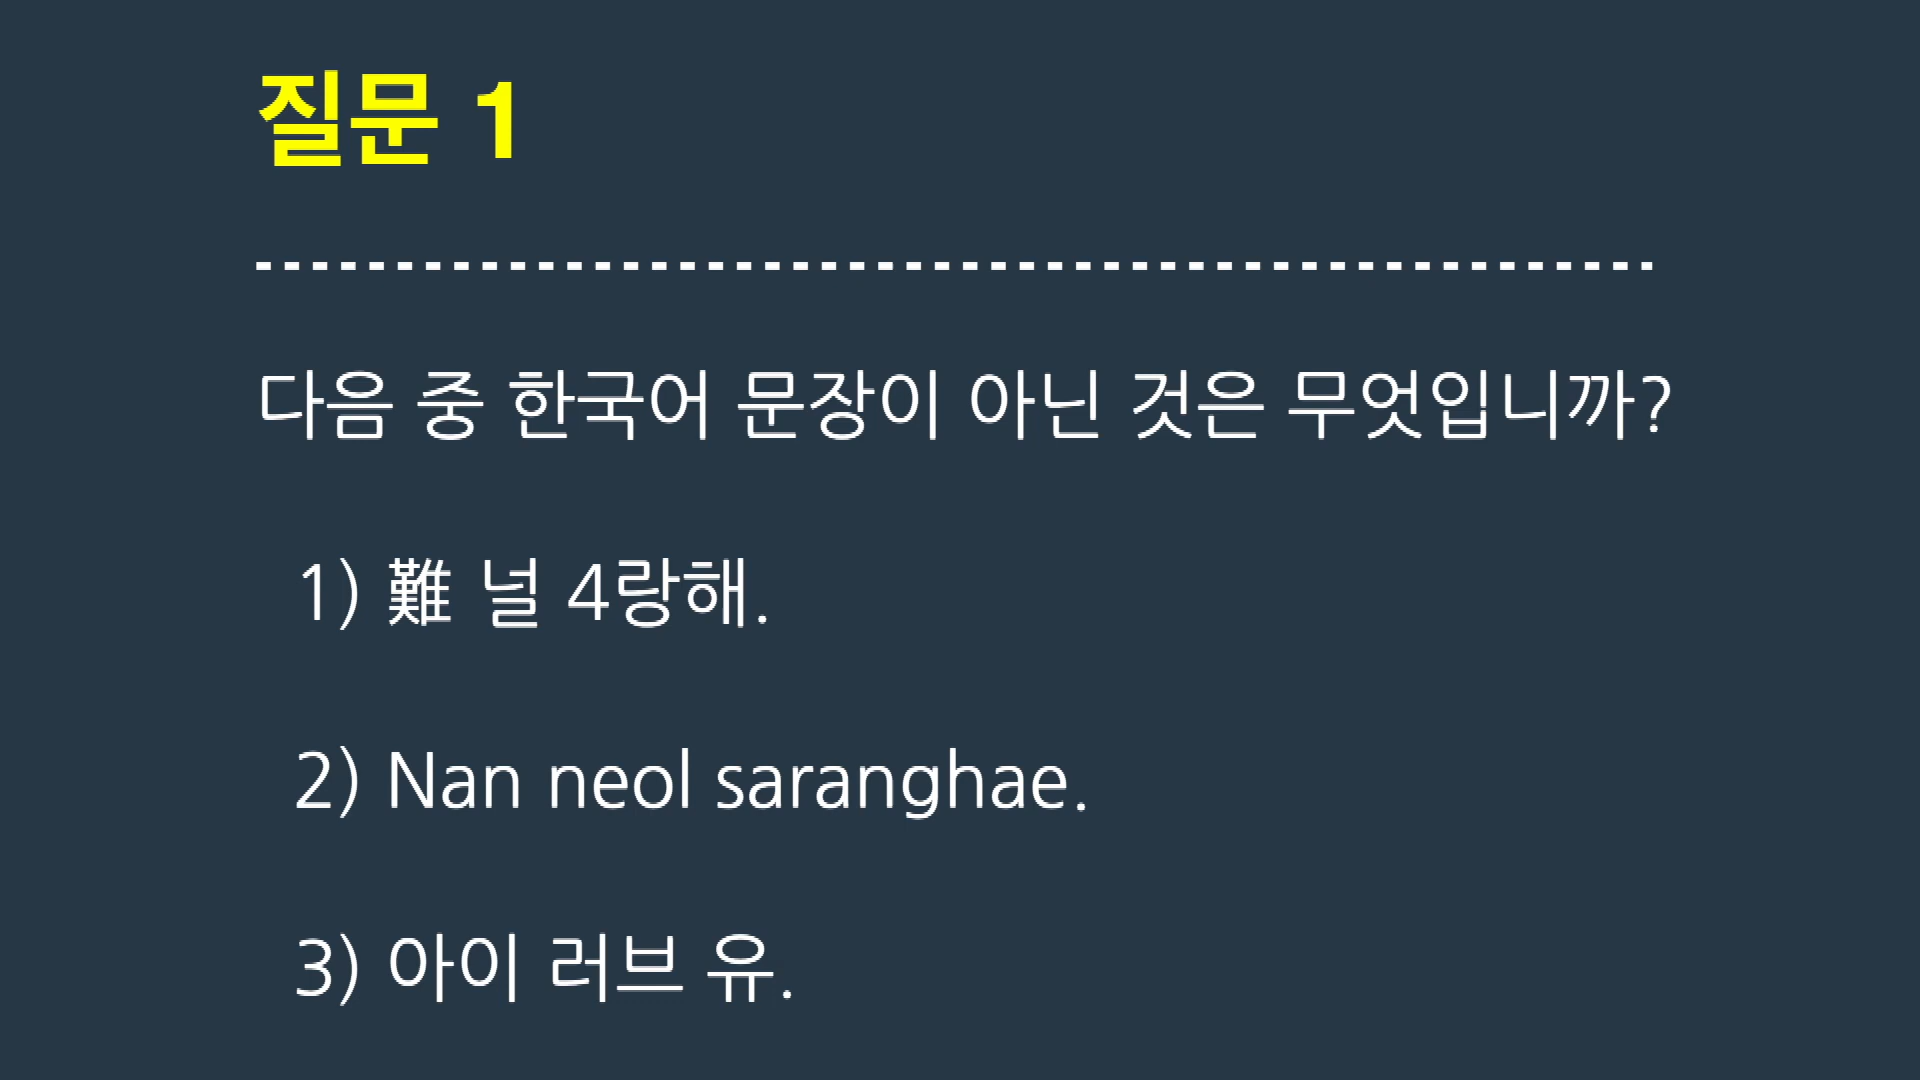 질문 1
다음 중 한국어 문장이 아닌 것은 무엇입니까?
1) 難 널 4랑해.
2) Nan neol saranghae.
3) 아이 러브 유.